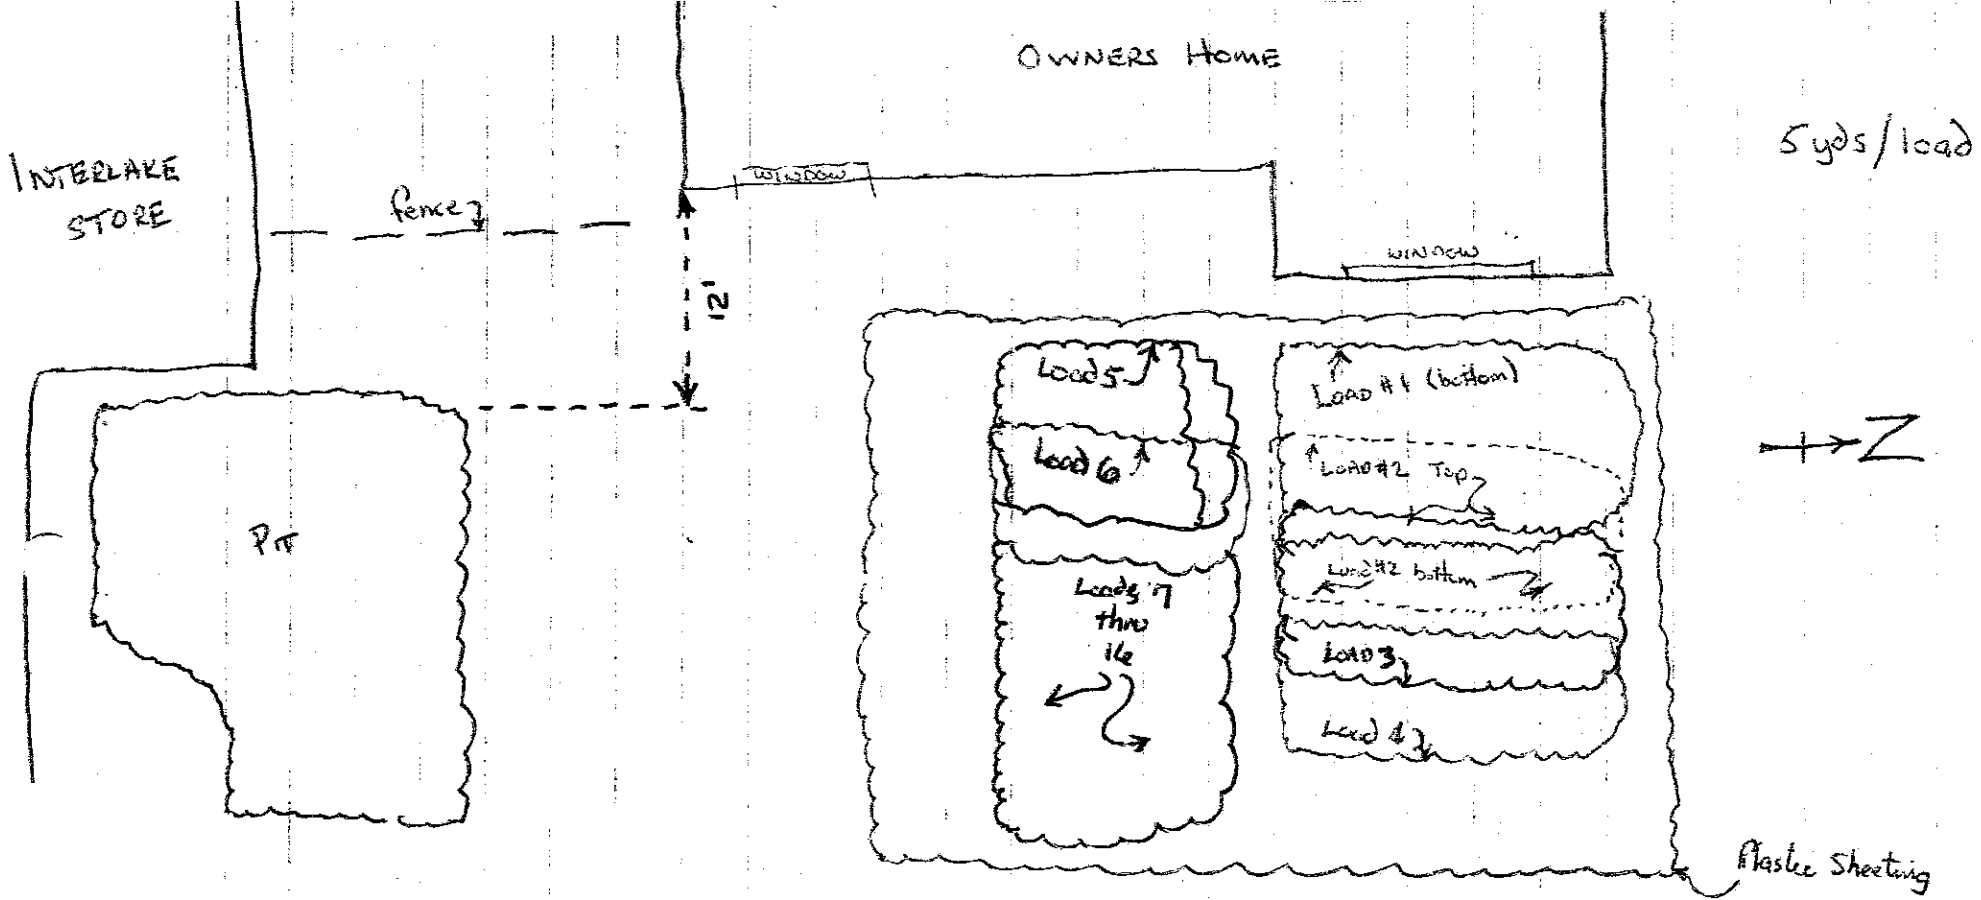 OWNERS HOME
5 yds/load
INTERLAKE
STORE
fence
WINDOW
WINDOW
12'
Load 5
LOAD #1 (bottom)
Load 6
LOAD #2 Top
Z
PIT
Load #2 bottom
Loads 7
thru
16
LOAD 3
Load 4
Plastic Sheeting